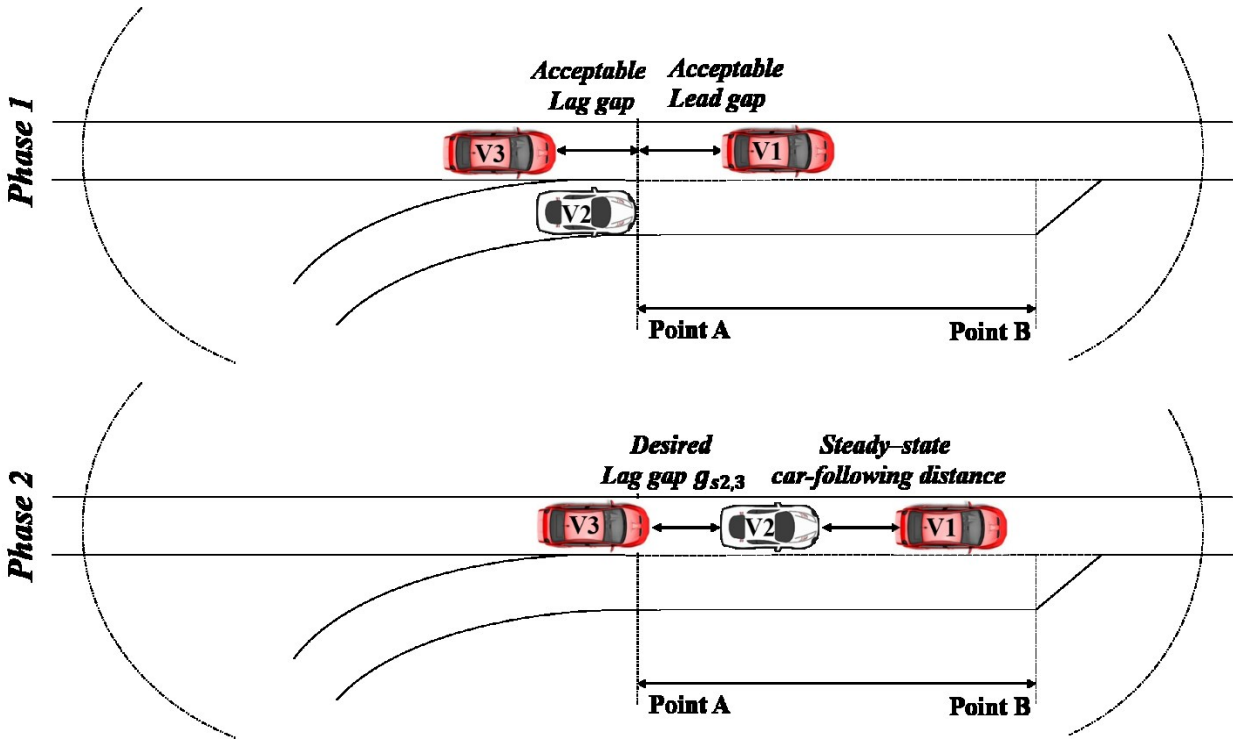 Phase 1
Acceptable Lag gap
Acceptable Lead gap
V3
V1
V2
Point A
Point B
Phase 2
Desired Lag gap g_{s2,3}
Steady–state car-following distance
V3
V2
V1
Point A
Point B